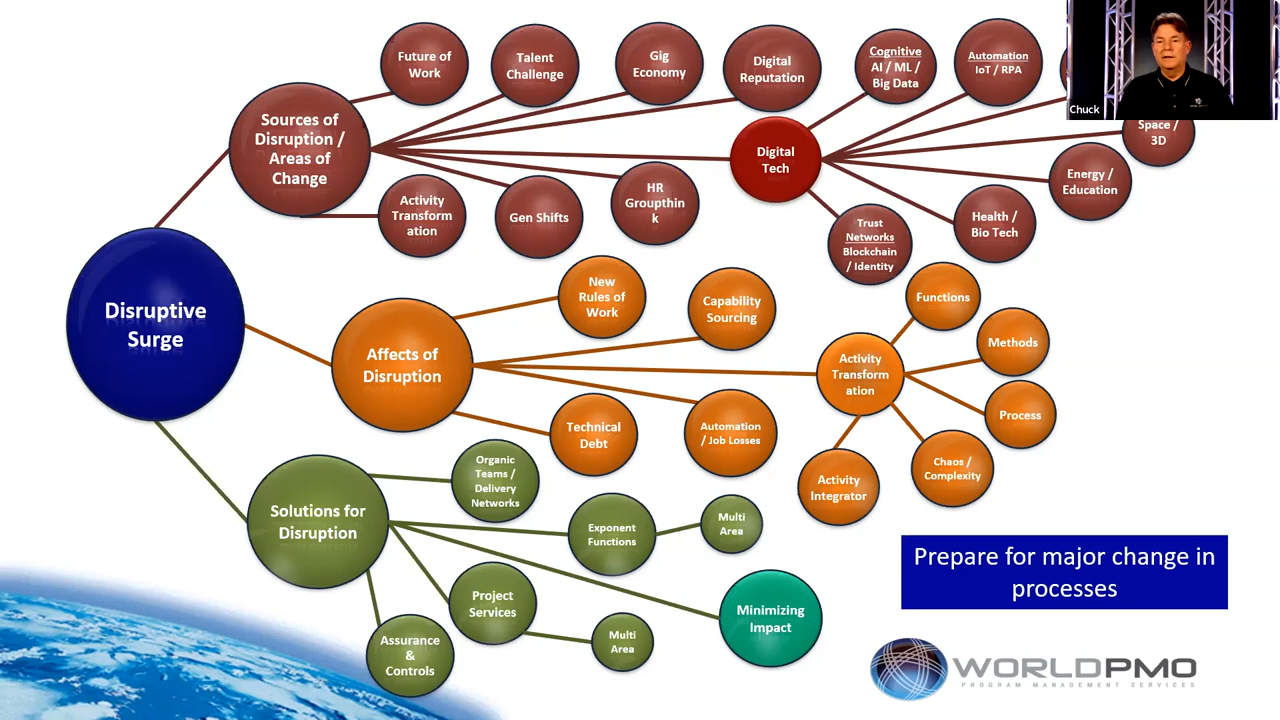 Future of
Work
Talent
Challenge
Gig
Economy
Digital
Reputation
Cognitive
AI / ML /
Big Data
Automation
IoT / RPA
Chuck
Sources of
Disruption /
Areas of
Change
Digital
Tech
Space /
3D
Energy /
Education
Activity
Transform
ation
Gen Shifts
HR
Groupthin
k
Trust
Networks
Blockchain
/ Identity
Health /
Bio Tech
Disruptive
Surge
New
Rules of
Work
Capability
Sourcing
Functions
Affects of
Disruption
Activity
Transform
ation
Methods
Process
Technical
Debt
Automation
/ Job Losses
Activity
Integrator
Chaos /
Complexity
Solutions for
Disruption
Organic
Teams /
Delivery
Networks
Exponent
Functions
Multi
Area
Project
Services
Multi
Area
Minimizing
Impact
Assurance
&
Controls
Prepare for major change in
processes
WORLDPMO
PROGRAM MANAGEMENT SERVICES